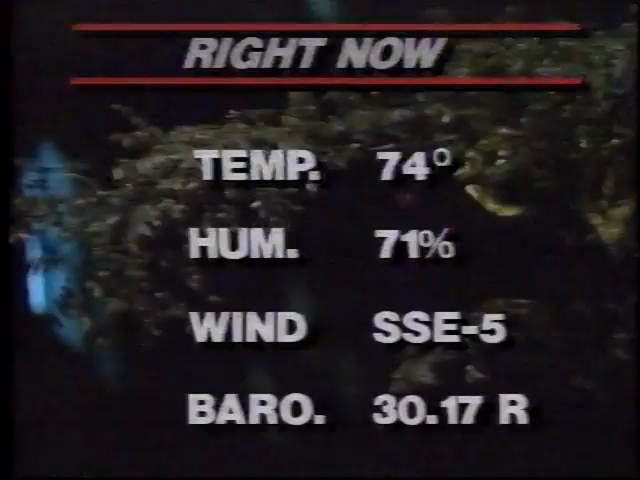 RIGHT NOW
TEMP. 74°
HUM. 71%
WIND SSE-5
BARO. 30.17 R